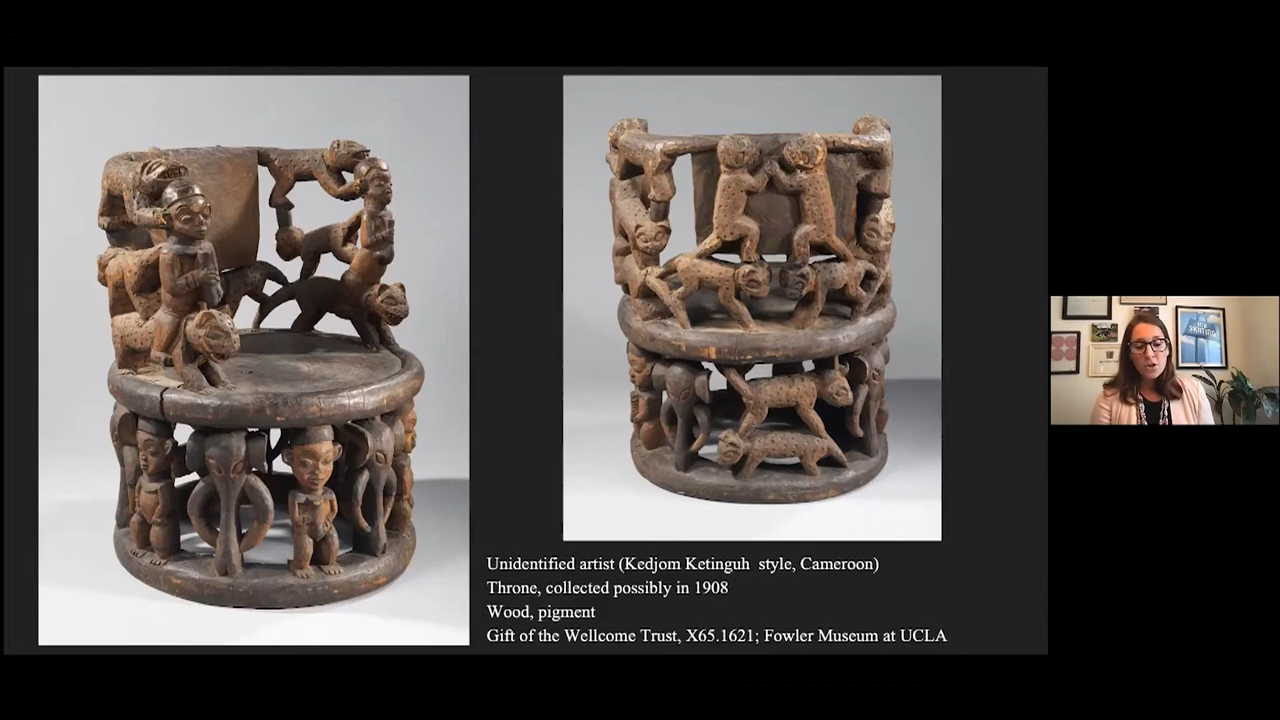 Unidentified artist (Kedjom Ketinguh style, Cameroon)
Throne, collected possibly in 1908
Wood, pigment
Gift of the Wellcome Trust, X65.1621; Fowler Museum at UCLA